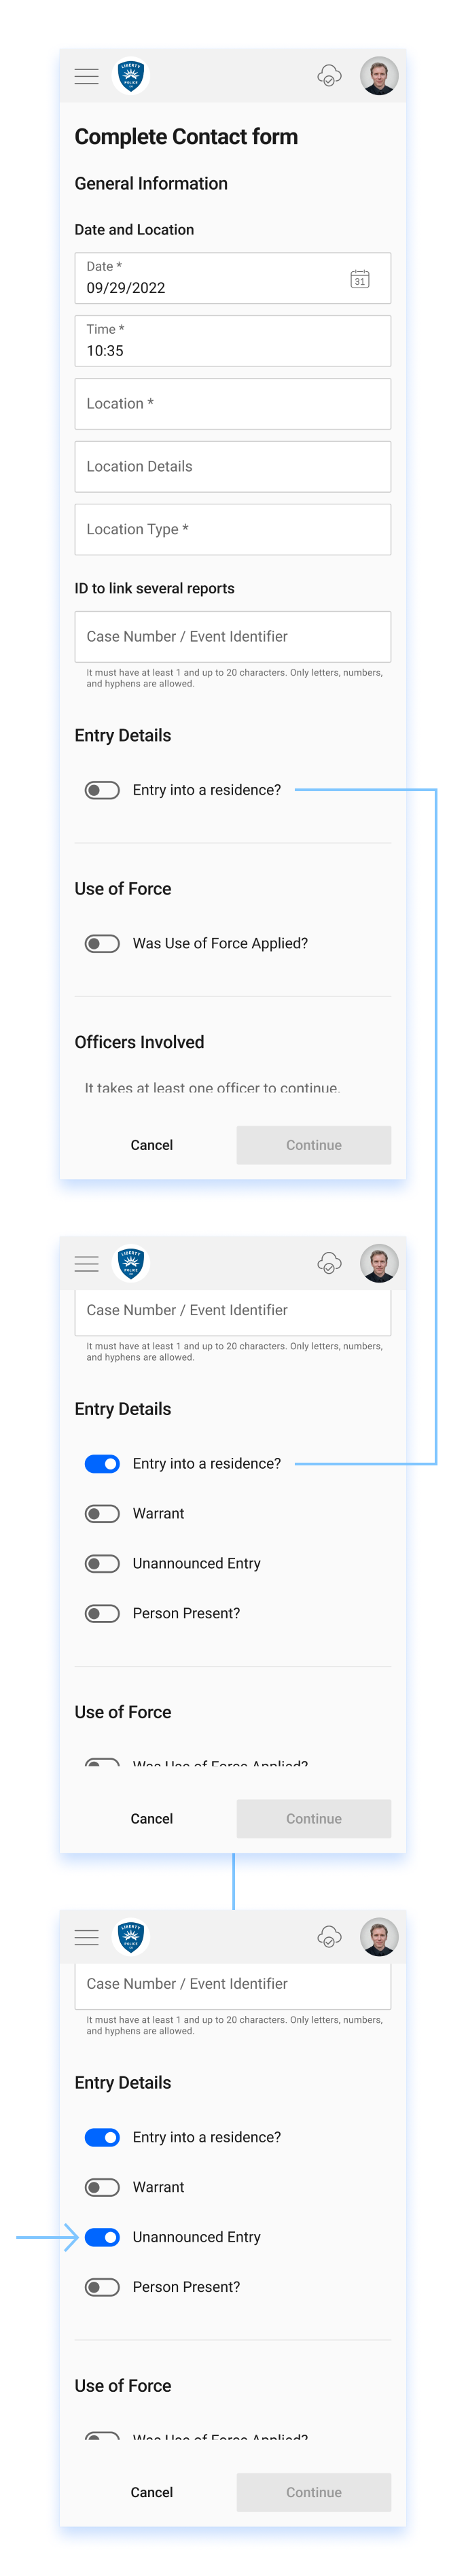 LIBERTY
POLICE
Complete Contact form
General Information
Date and Location
Date *
09/29/2022
31
Time *
10:35
Location *
Location Details
Location Type *
ID to link several reports
Case Number / Event Identifier
It must have at least 1 and up to 20 characters. Only letters, numbers,
and hyphens are allowed.
Entry Details
Entry into a residence?
Use of Force
Was Use of Force Applied?
Officers Involved
It takes at least one officer to continue.
Cancel
Continue
LIBERTY
POLICE
Case Number / Event Identifier
It must have at least 1 and up to 20 characters. Only letters, numbers,
and hyphens are allowed.
Entry Details
Entry into a residence?
Warrant
Unannounced Entry
Person Present?
Use of Force
Was Use of Force Applied?
Cancel
Continue
LIBERTY
POLICE
Case Number / Event Identifier
It must have at least 1 and up to 20 characters. Only letters, numbers,
and hyphens are allowed.
Entry Details
Entry into a residence?
Warrant
Unannounced Entry
Person Present?
Use of Force
Was Use of Force Applied?
Cancel
Continue